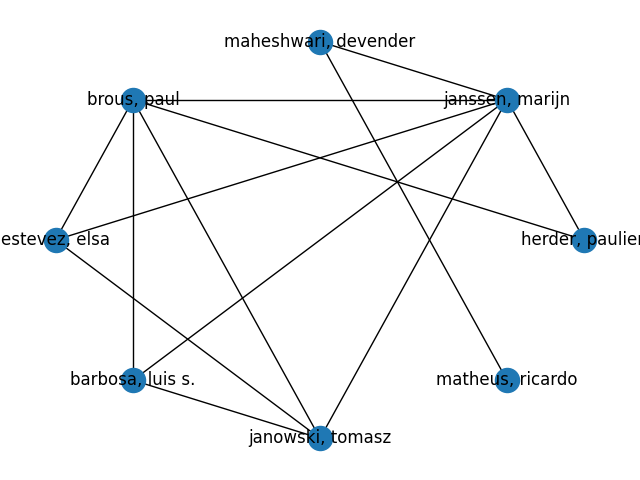 maheshwari, devender
brous, paul
janssen, marijn
estevez, elsa
herder, paulien
barbosa, luis s.
matheus, ricardo
janowski, tomasz